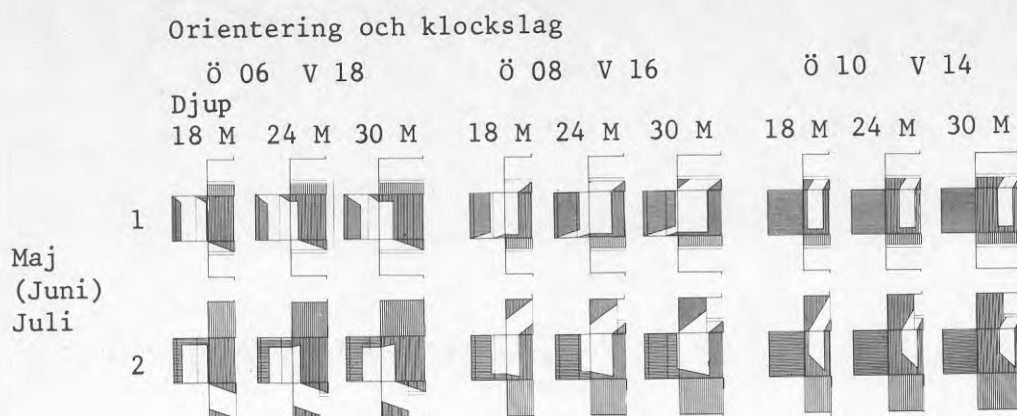 Orientering och klockslag
Ö 06 V 18 Ö 08 V 16 Ö 10 V 14
Djup
18 M 24 M 30 M 18 M 24 M 30 M 18 M 24 M 30 M
1
Maj
(Juni)
Juli
2